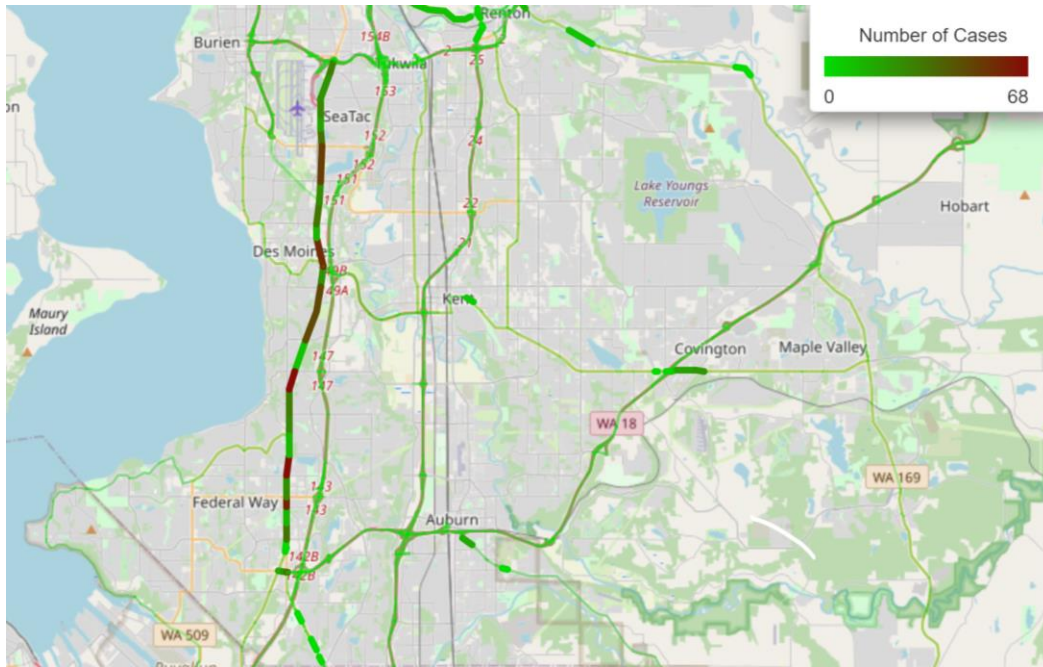 Renton
Number of Cases
0
68
Burien
154B
2
25
Tukwila
153
SeaTac
152
24
152
151
Lake Youngs
Reservoir
151
22
Hobart
21
Des Moines
49A
Maury
Island
147
Covington
Maple Valley
147
WA 18
WA 169
143
Federal Way
143
Auburn
142B
142B
WA 509